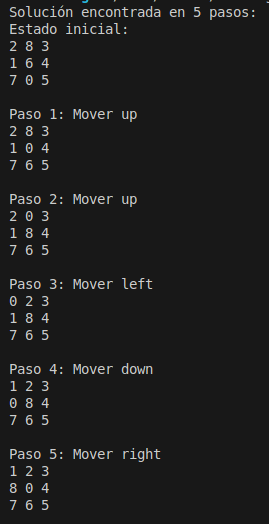 Solución encontrada en 5 pasos:
Estado inicial:
2 8 3
1 6 4
7 0 5

Paso 1: Mover up
2 8 3
1 0 4
7 6 5

Paso 2: Mover up
2 0 3
1 8 4
7 6 5

Paso 3: Mover left
0 2 3
1 8 4
7 6 5

Paso 4: Mover down
1 2 3
0 8 4
7 6 5

Paso 5: Mover right
1 2 3
8 0 4
7 6 5